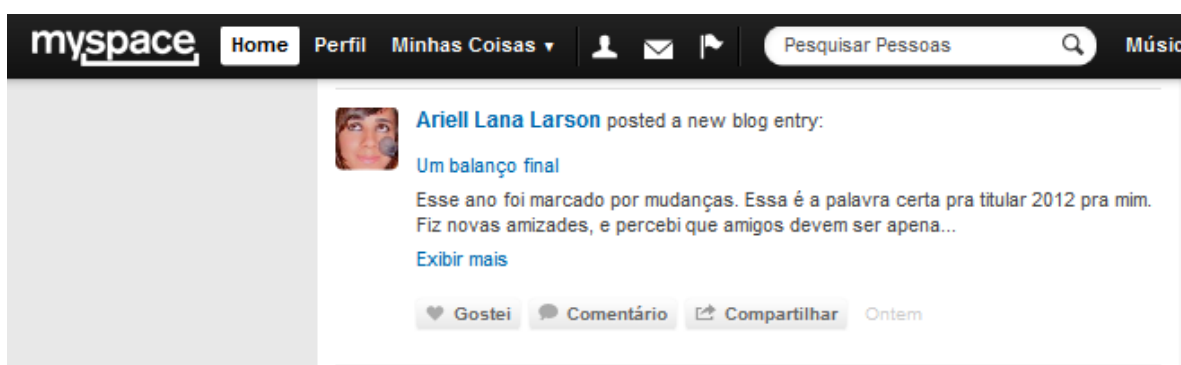 myspace Home Perfil Minhas Coisas ▾ Pesquisar Pessoas Músic
Ariell Lana Larson posted a new blog entry:
Um balanço final
Esse ano foi marcado por mudanças. Essa é a palavra certa pra titular 2012 pra mim.
Fiz novas amizades, e percebi que amigos devem ser apena...
Exibir mais
Gostei Comentário Compartilhar Ontem